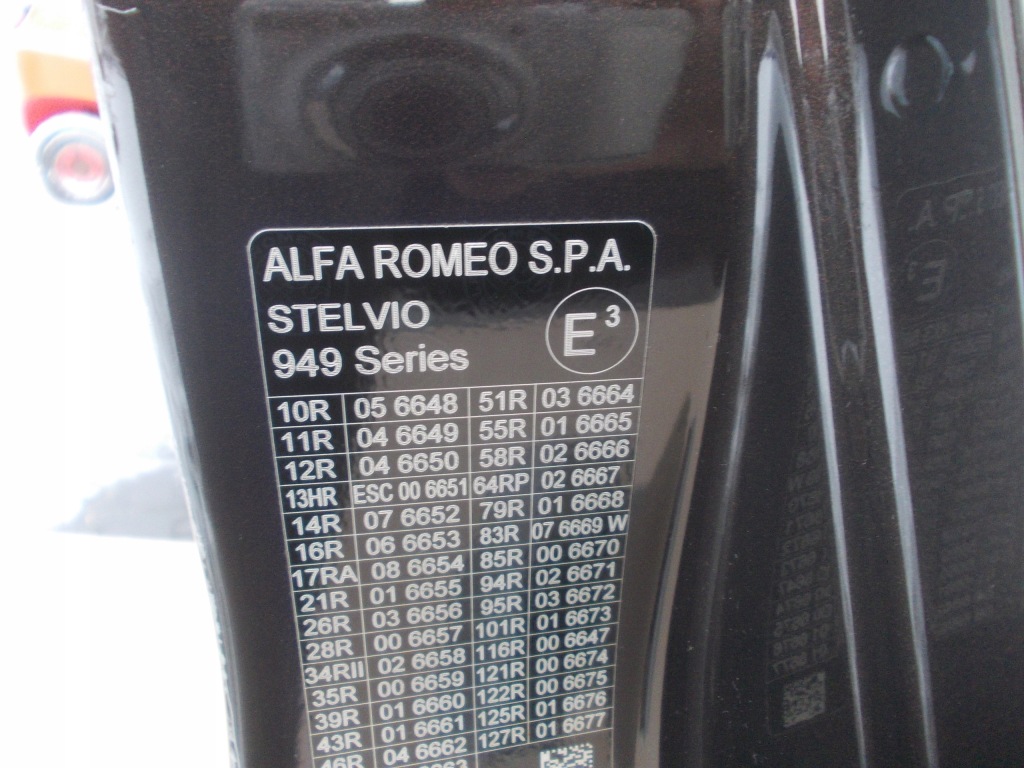 ALFA ROMEO S.P.A.
STELVIO
E 3
949 Series
10R 05 6648 51R 03 6664
11R 04 6649 55R 01 6665
12R 04 6650 58R 02 6666
13HR ESC 00 6651 64RP 02 6667
14R 07 6652 79R 01 6668
16R 06 6653 83R 07 6669 W
17RA 08 6654 85R 00 6670
21R 01 6655 94R 02 6671
26R 03 6656 95R 03 6672
28R 00 6657 101R 01 6673
34RII 02 6658 116R 00 6647
35R 00 6659 121R 00 6674
39R 01 6660 122R 00 6675
43R 01 6661 125R 01 6676
46R 04 6662 127R 01 6677